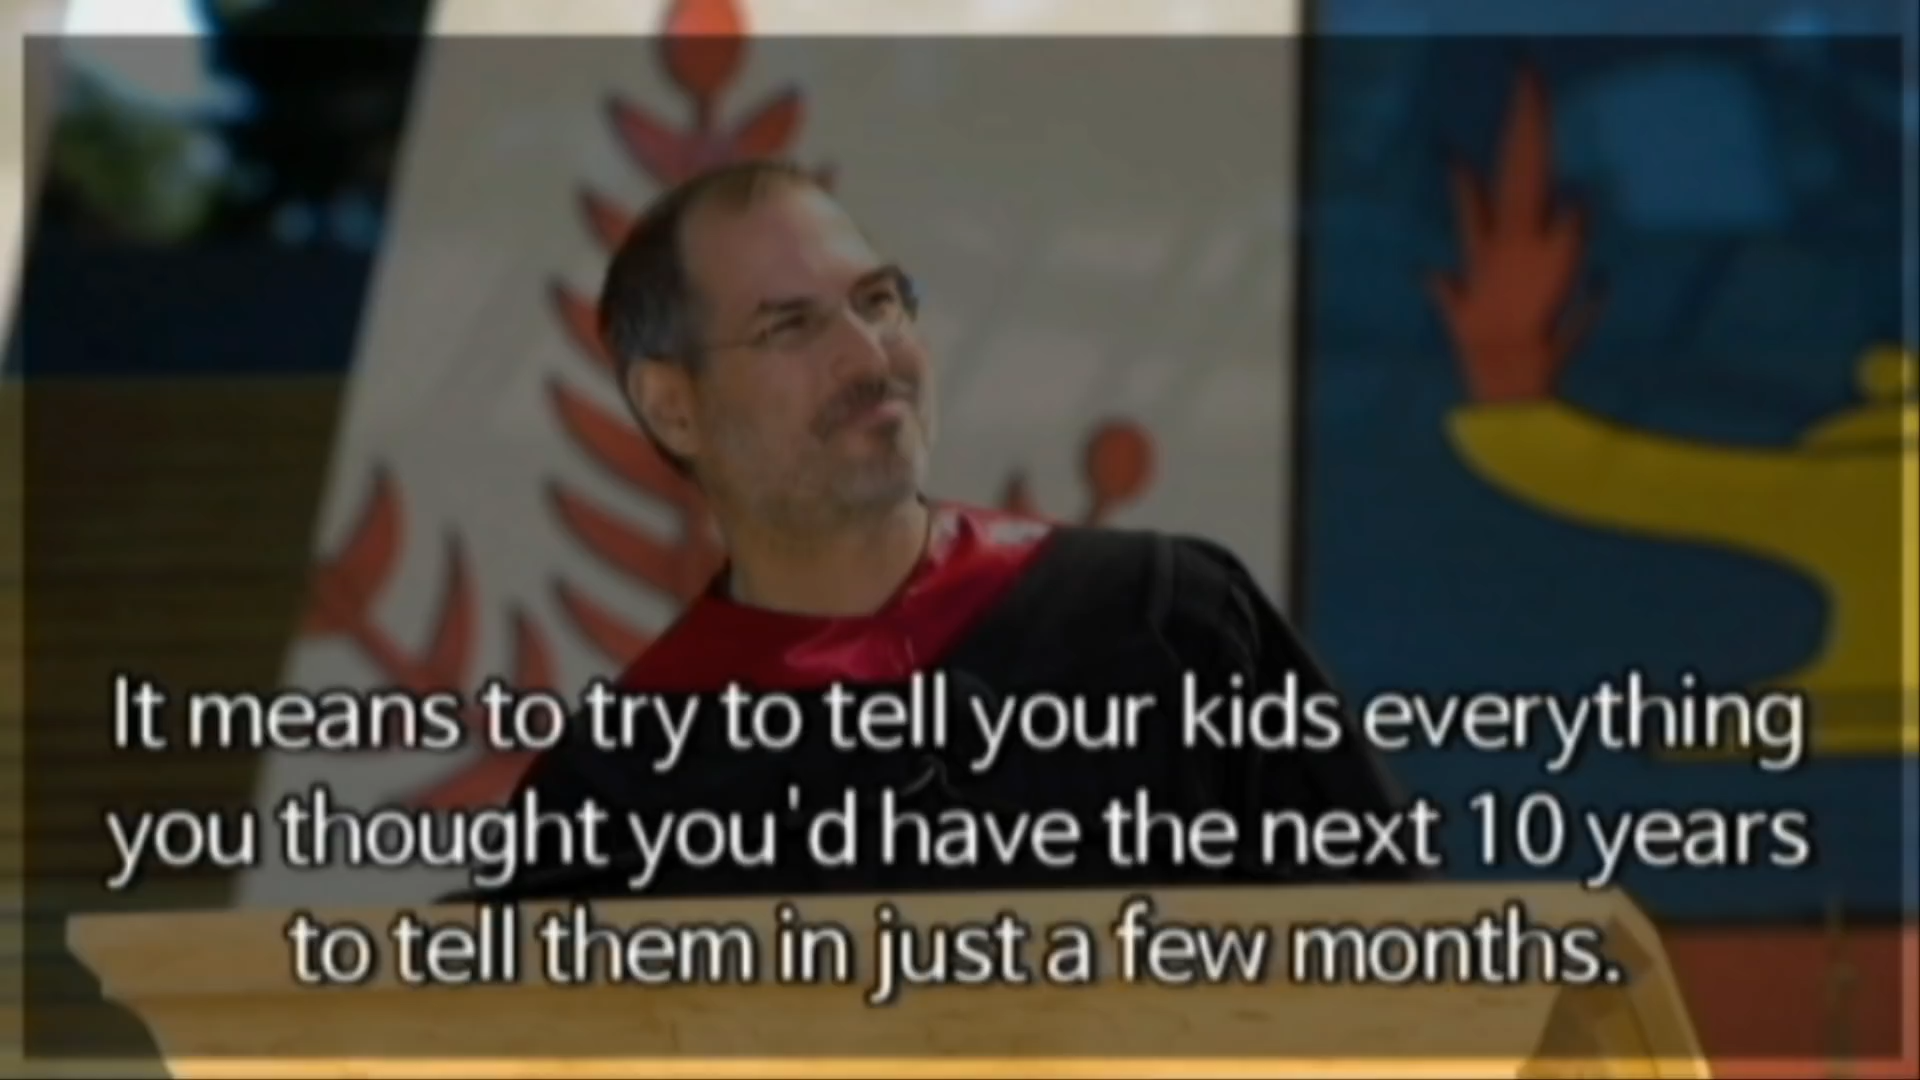 It means to try to tell your kids everything
you thought you'd have the next 10 years
to tell them in just a few months.